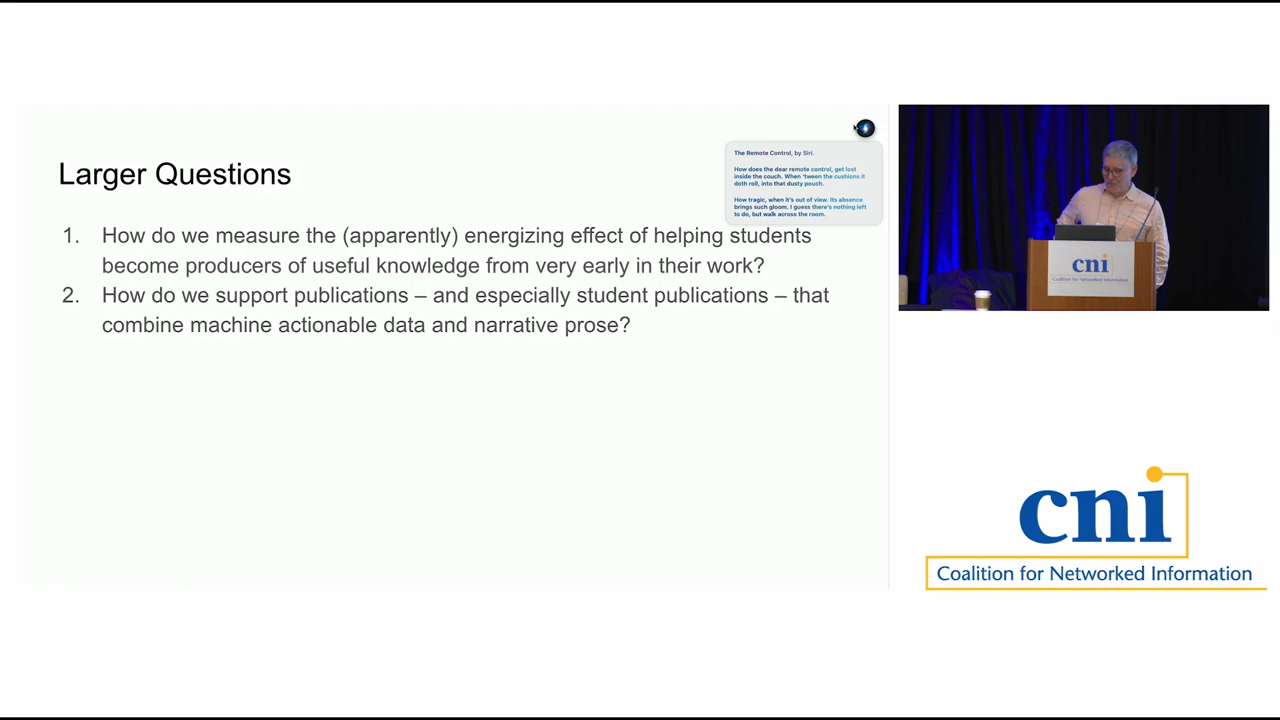 Larger Questions
The Remote Control, by Siri.
How does the dear remote control, get lost
inside the couch. When 'tween the cushions it
doth roll, into that dusty pouch.
How tragic, when it's out of view. Its absence
brings such gloom. I guess there's nothing left
to do, but walk across the room.
1. How do we measure the (apparently) energizing effect of helping students
become producers of useful knowledge from very early in their work?
2. How do we support publications – and especially student publications – that
combine machine actionable data and narrative prose?
cni
Coalition for Networked Information
cni
Coalition for Networked Information